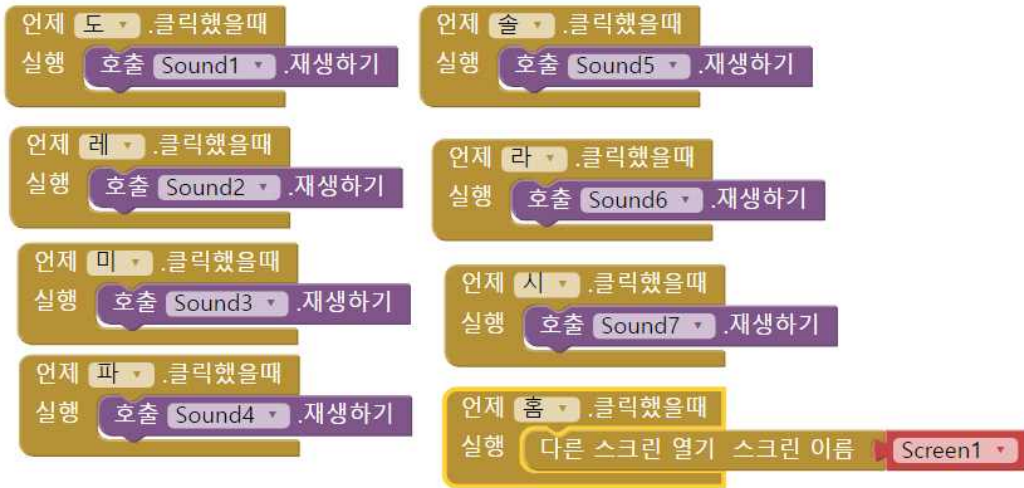 언제 도 .클릭했을때
실행 호출 Sound1 .재생하기
언제 레 .클릭했을때
실행 호출 Sound2 .재생하기
언제 미 .클릭했을때
실행 호출 Sound3 .재생하기
언제 파 .클릭했을때
실행 호출 Sound4 .재생하기
언제 솔 .클릭했을때
실행 호출 Sound5 .재생하기
언제 라 .클릭했을때
실행 호출 Sound6 .재생하기
언제 시 .클릭했을때
실행 호출 Sound7 .재생하기
언제 홈 .클릭했을때
실행 다른 스크린 열기 스크린 이름 Screen1